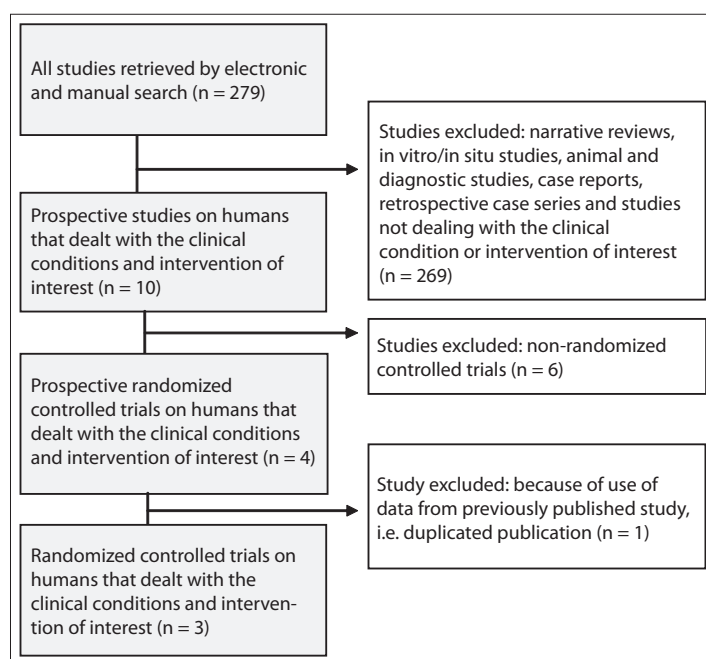 All studies retrieved by electronic
and manual search (n = 279)
Studies excluded: narrative reviews,
in vitro/in situ studies, animal and
diagnostic studies, case reports,
retrospective case series and studies
not dealing with the clinical
condition or intervention of interest
(n = 269)
Prospective studies on humans
that dealt with the clinical
conditions and intervention of
interest (n = 10)
Studies excluded: non-randomized
controlled trials (n = 6)
Prospective randomized
controlled trials on humans that
dealt with the clinical conditions
and intervention of interest (n = 4)
Study excluded: because of use of
data from previously published study,
i.e. duplicated publication (n = 1)
Randomized controlled trials on
humans that dealt with the
clinical conditions and interven-
tion of interest (n = 3)